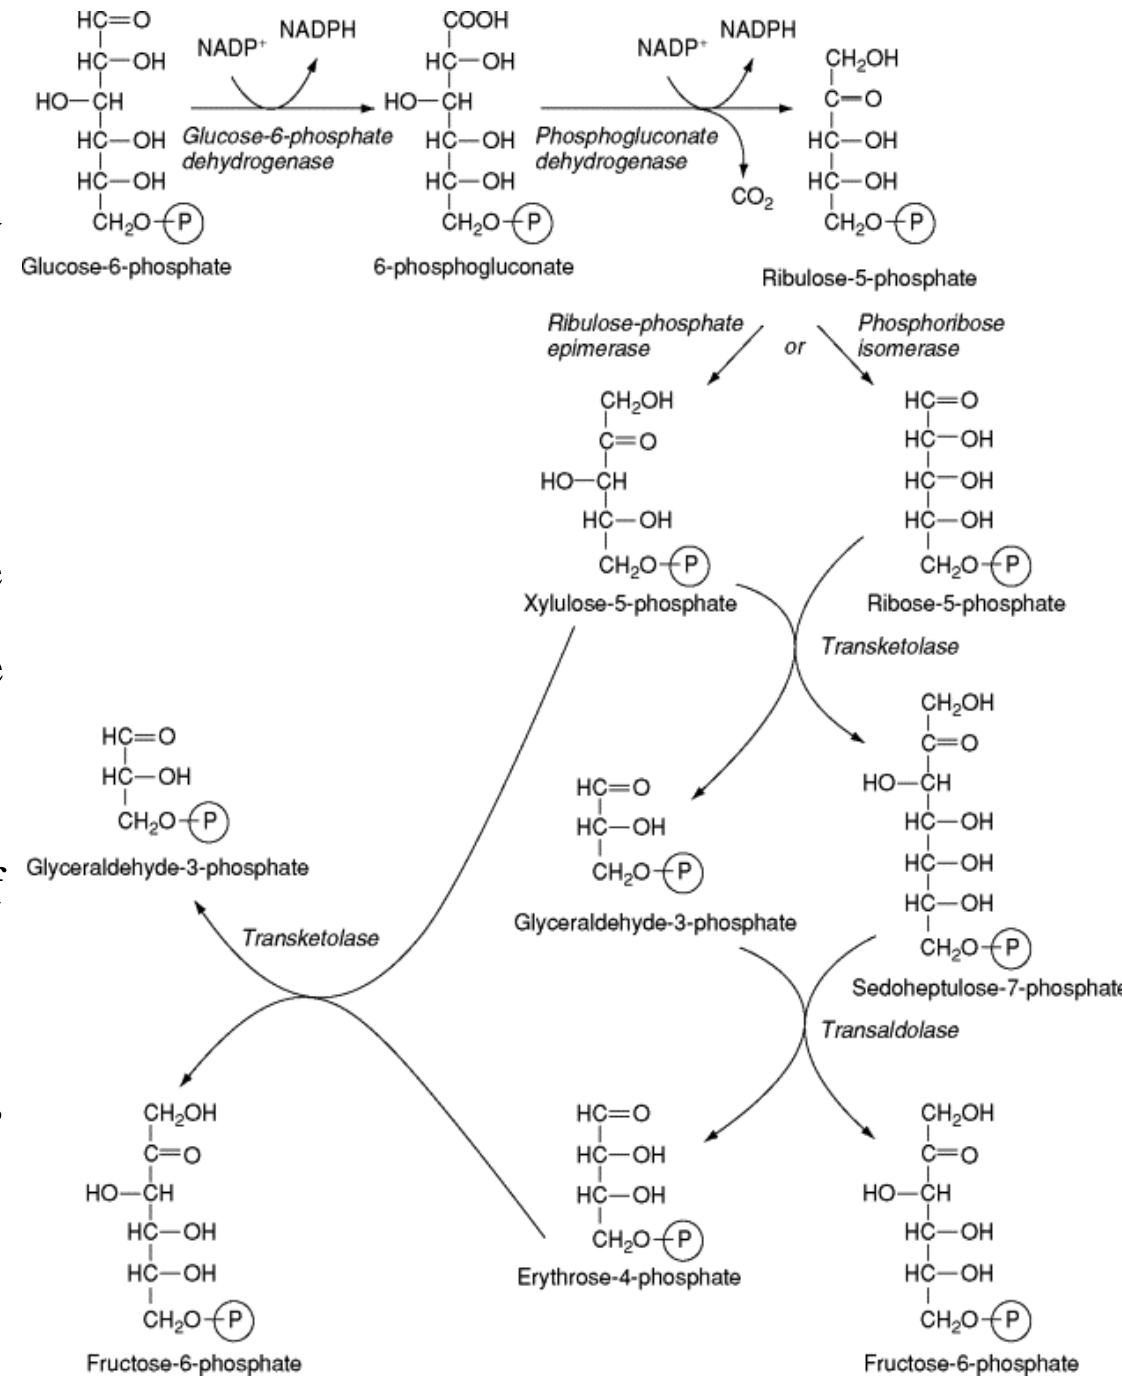 HC=O
HC—OH
HO—CH
HC—OH
HC—OH
CH₂O—P
Glucose-6-phosphate
NADP⁺
NADPH
Glucose-6-phosphate
dehydrogenase
COOH
HC—OH
HO—CH
HC—OH
HC—OH
CH₂O—P
6-phosphogluconate
NADP⁺
NADPH
Phosphogluconate
dehydrogenase
CO₂
CH₂OH
C=O
HC—OH
HC—OH
CH₂O—P
Ribulose-5-phosphate
Ribulose-phosphate
epimerase
or
Phosphoribose
isomerase
CH₂OH
C=O
HO—CH
HC—OH
CH₂O—P
Xylulose-5-phosphate
HC=O
HC—OH
HC—OH
HC—OH
CH₂O—P
Ribose-5-phosphate
Transketolase
HC=O
HC—OH
CH₂O—P
Glyceraldehyde-3-phosphate
HC=O
HC—OH
CH₂O—P
Glyceraldehyde-3-phosphate
CH₂OH
C=O
HO—CH
HC—OH
HC—OH
HC—OH
CH₂O—P
Sedoheptulose-7-phosphate
Transketolase
Transaldolase
CH₂OH
C=O
HO—CH
HC—OH
HC—OH
CH₂O—P
Fructose-6-phosphate
HC=O
HC—OH
HC—OH
CH₂O—P
Erythrose-4-phosphate
CH₂OH
C=O
HO—CH
HC—OH
HC—OH
CH₂O—P
Fructose-6-phosphate